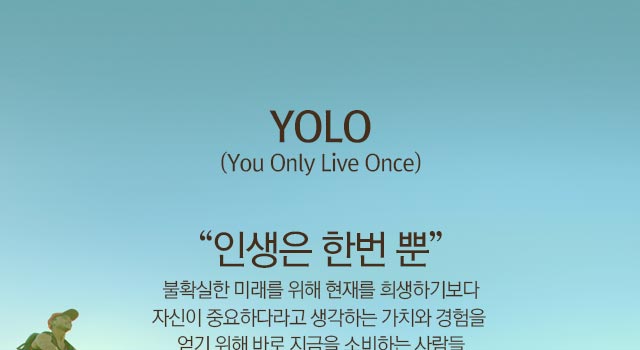 YOLO
(You Only Live Once)
“인생은 한번 뿐”
불확실한 미래를 위해 현재를 희생하기보다
자신이 중요하다라고 생각하는 가치와 경험을
얻기 위해 바로 지금을 소비하는 사람들